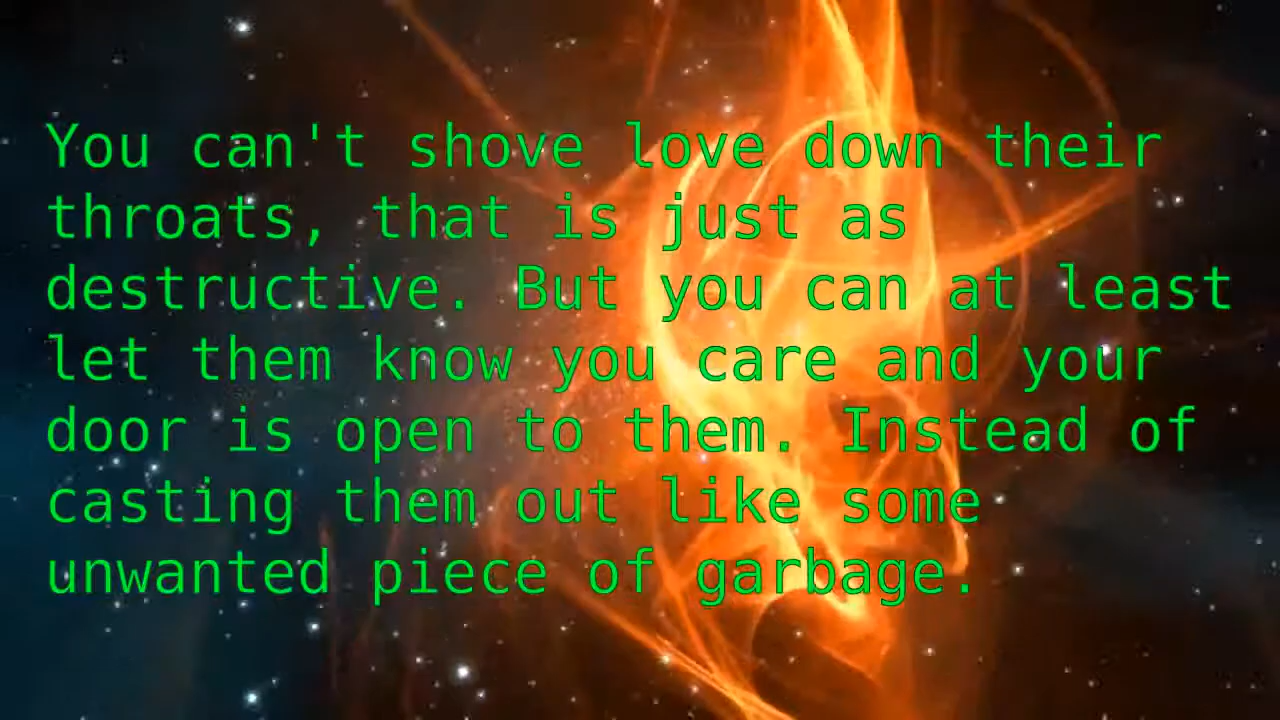 You can't shove love down their
throats, that is just as
destructive. But you can at least
let them know you care and your
door is open to them. Instead of
casting them out like some
unwanted piece of garbage.